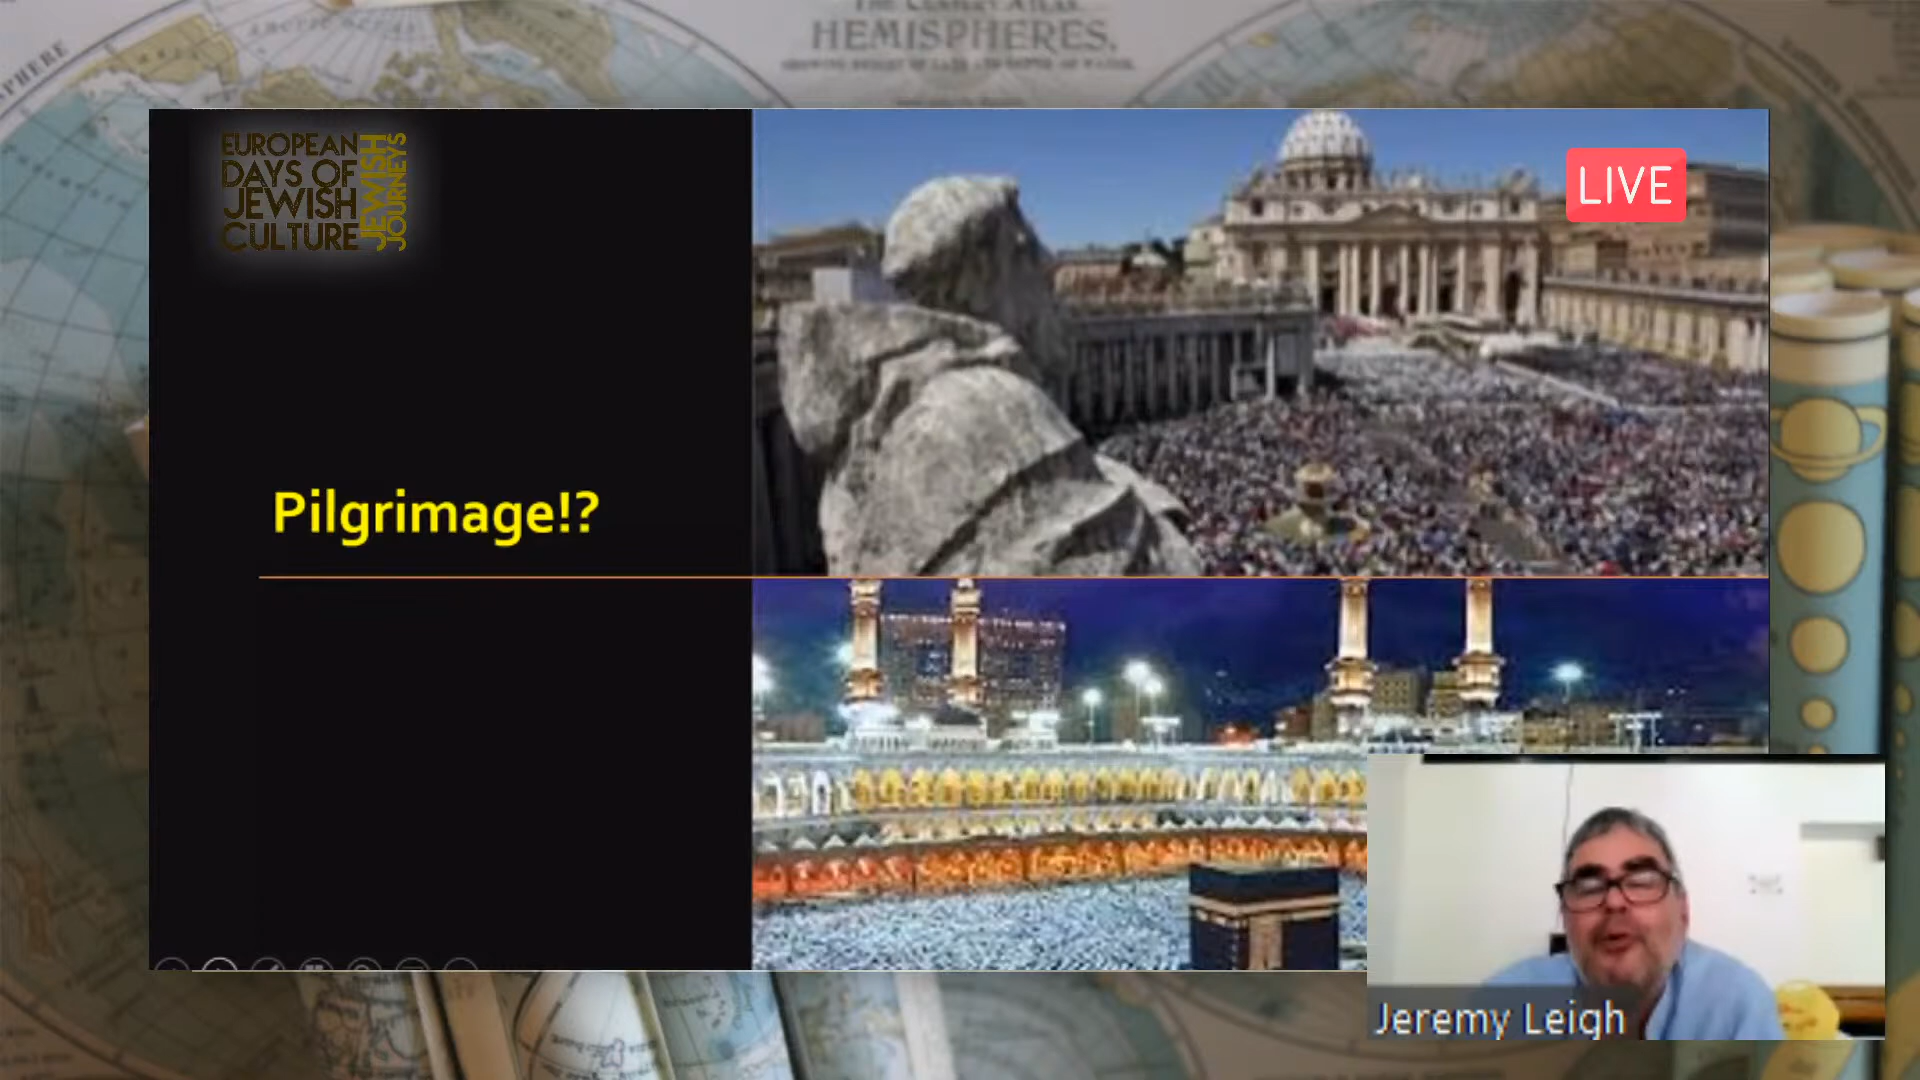 HEMISPHERES.
EUROPEAN
DAYS OF
JEWISH
CULTURE
JEWISH
JOURNEYS
LIVE
Pilgrimage!?
Jeremy Leigh